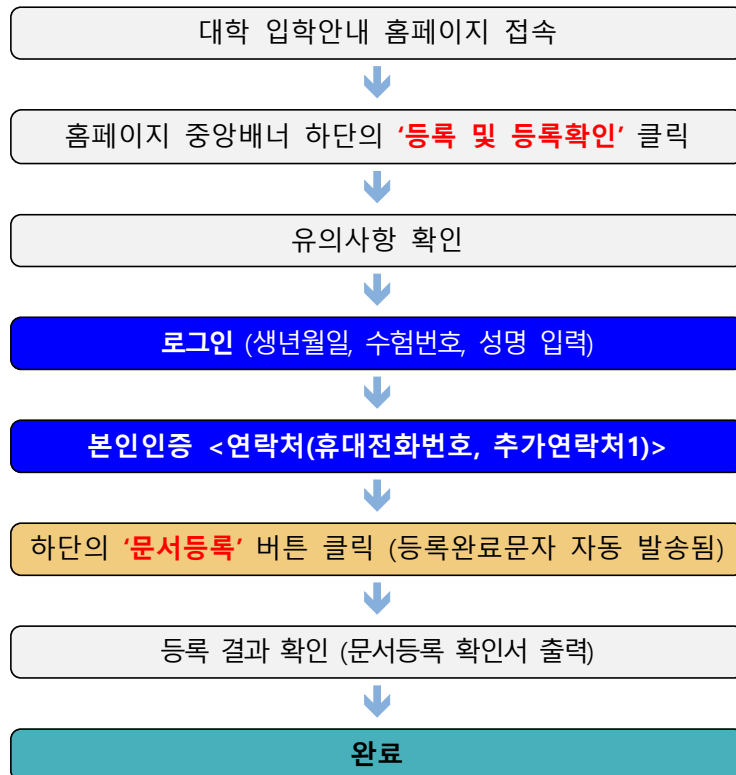 대학 입학안내 홈페이지 접속
홈페이지 중앙배너 하단의 ‘등록 및 등록확인’ 클릭
유의사항 확인
로그인 (생년월일, 수험번호, 성명 입력)
본인인증 <연락처(휴대전화번호, 추가연락처1)>
하단의 ‘문서등록’ 버튼 클릭 (등록완료문자 자동 발송됨)
등록 결과 확인 (문서등록 확인서 출력)
완료